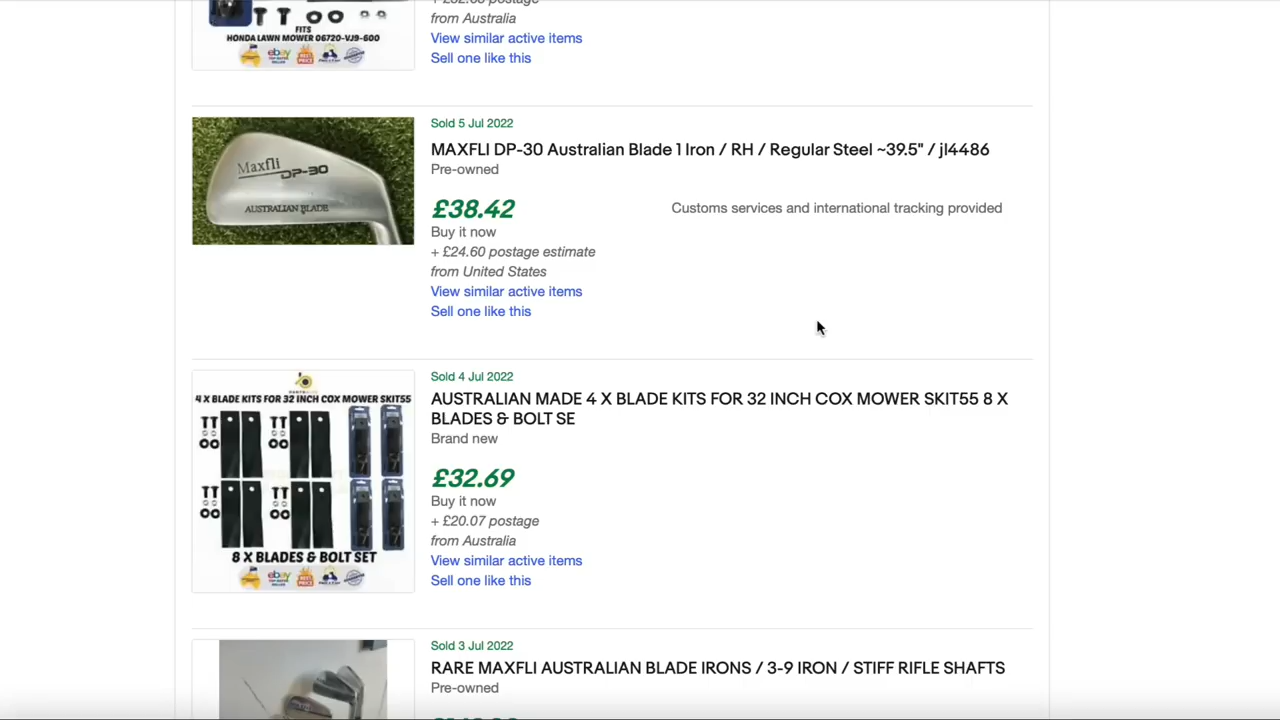 from Australia
FITS
HONDA LAWN MOWER 06720-VJ9-600
View similar active items
Sell one like this
Sold 5 Jul 2022
MAXFLI DP-30 Australian Blade 1 Iron / RH / Regular Steel ~39.5" / jl4486
Pre-owned
Maxfli
DP-30
AUSTRALIAN BLADE
£38.42
Customs services and international tracking provided
Buy it now
+ £24.60 postage estimate
from United States
View similar active items
Sell one like this
Sold 4 Jul 2022
4 X BLADE KITS FOR 32 INCH COX MOWER SKIT55
8 X BLADES & BOLT SET
ebay
AUSTRALIAN MADE 4 X BLADE KITS FOR 32 INCH COX MOWER SKIT55 8 X
BLADES & BOLT SE
Brand new
£32.69
Buy it now
+ £20.07 postage
from Australia
View similar active items
Sell one like this
Sold 3 Jul 2022
RARE MAXFLI AUSTRALIAN BLADE IRONS / 3-9 IRON / STIFF RIFLE SHAFTS
Pre-owned